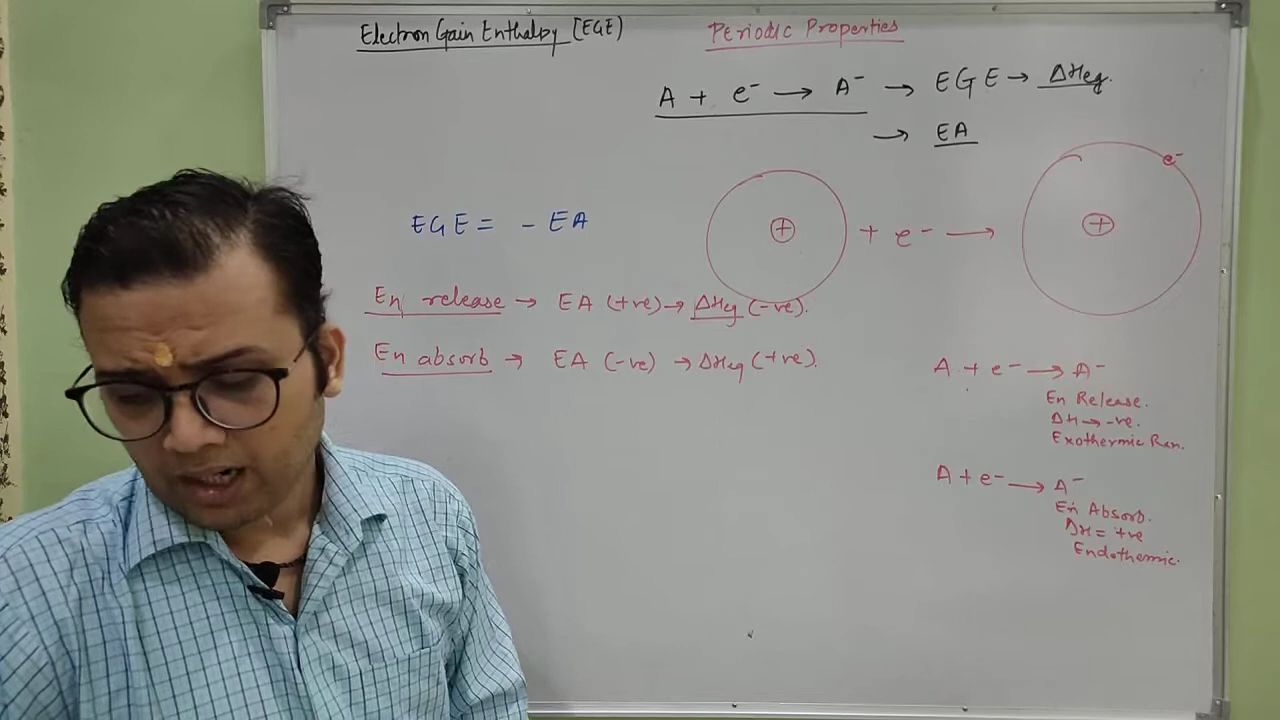 Electron Gain Enthalpy [EGE)
Periodic Properties
A + e⁻ → A⁻ → EGE → ΔHeg.
→ EA
+ + e⁻ → + e⁻
EGE = - EA
En release → EA (+ve) → ΔHeg (-ve).
En absorb → EA (-ve) → ΔHeg (+ve).
A + e⁻ → A⁻
En Release.
ΔH → -ve.
Exothermic Rxn.
A + e⁻ → A⁻
En Absorb.
ΔH = +ve
Endothemic.